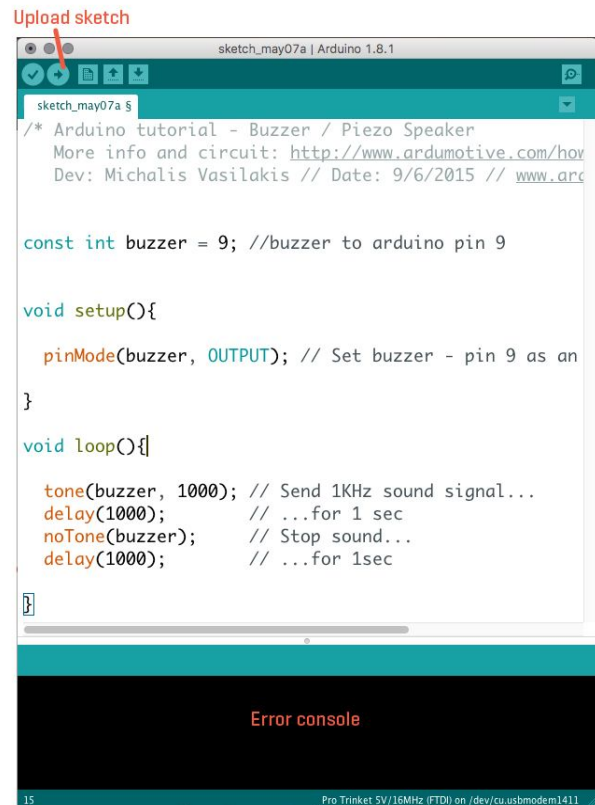 Upload sketch
sketch_may07a | Arduino 1.8.1
sketch_may07a §
/* Arduino tutorial - Buzzer / Piezo Speaker
More info and circuit: http://www.ardumotive.com/how
Dev: Michalis Vasilakis // Date: 9/6/2015 // www.ard
const int buzzer = 9; //buzzer to arduino pin 9
void setup(){
pinMode(buzzer, OUTPUT); // Set buzzer - pin 9 as an
}
void loop(){
tone(buzzer, 1000); // Send 1KHz sound signal...
delay(1000); // ...for 1 sec
noTone(buzzer); // Stop sound...
delay(1000); // ...for 1sec
}
Error console
15 Pro Trinket 5V/16MHz (FTDI) on /dev/cu.usbmodem1411